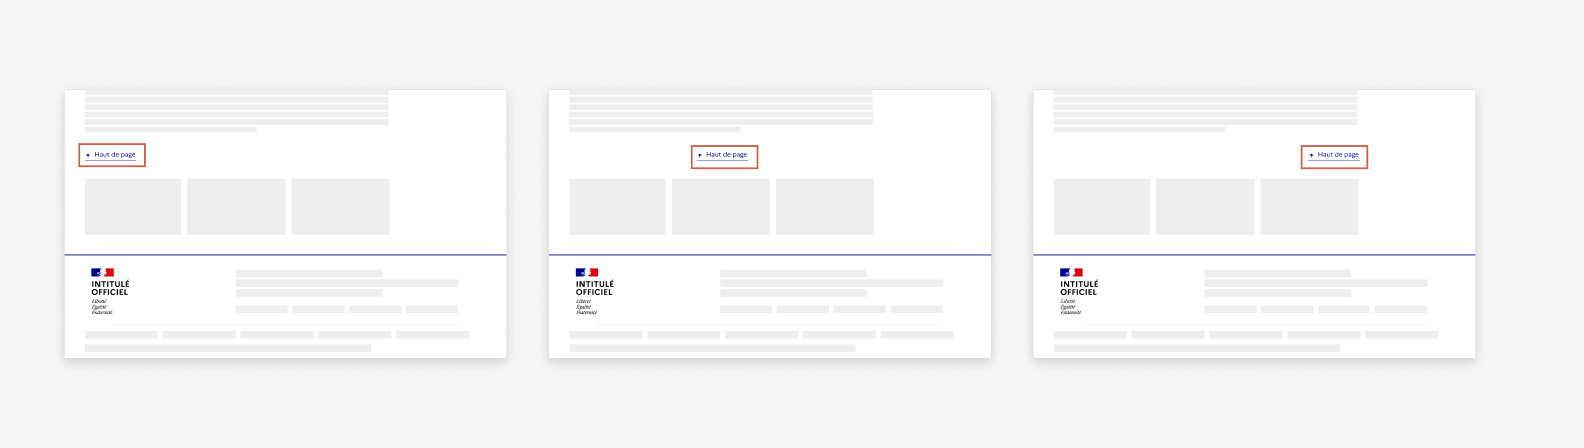 Haut de page
INTITULÉ
OFFICIEL
Liberté
Égalité
Fraternité
Haut de page
INTITULÉ
OFFICIEL
Liberté
Égalité
Fraternité
Haut de page
INTITULÉ
OFFICIEL
Liberté
Égalité
Fraternité